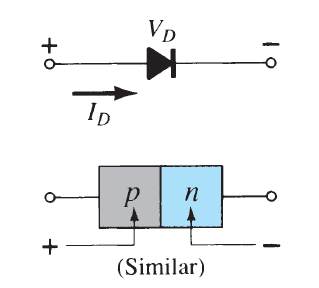 V_D
+ −
I_D
p n
+ −
(Similar)